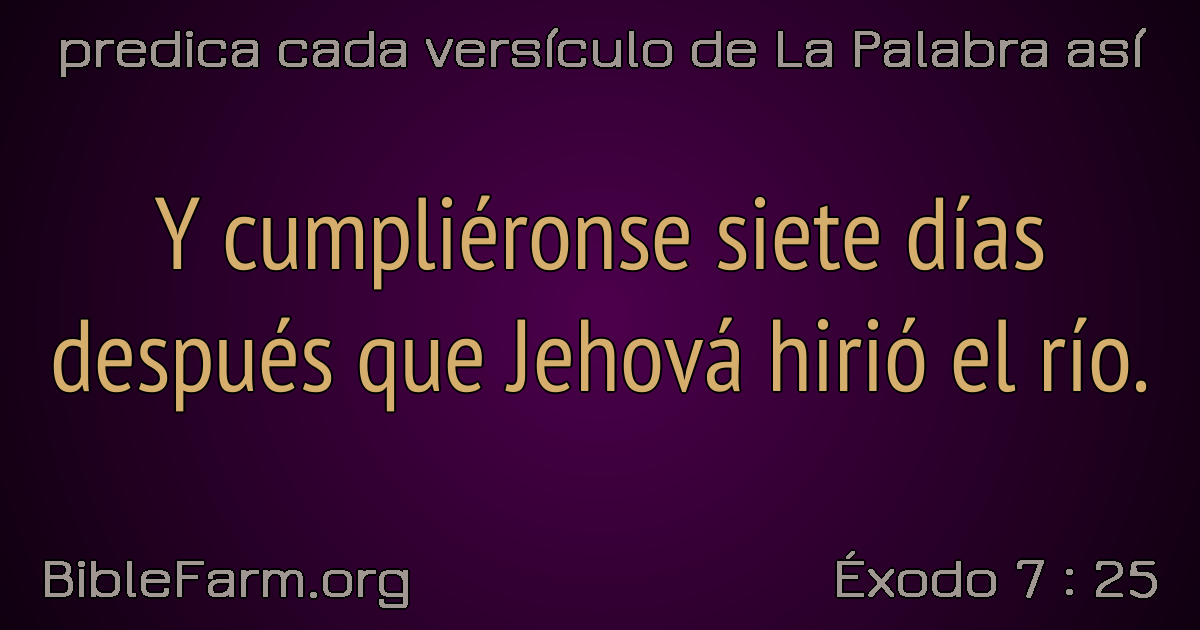 predica cada versículo de La Palabra así
Y cumpliéronse siete días
después que Jehová hirió el río.
BibleFarm.org
Éxodo 7 : 25